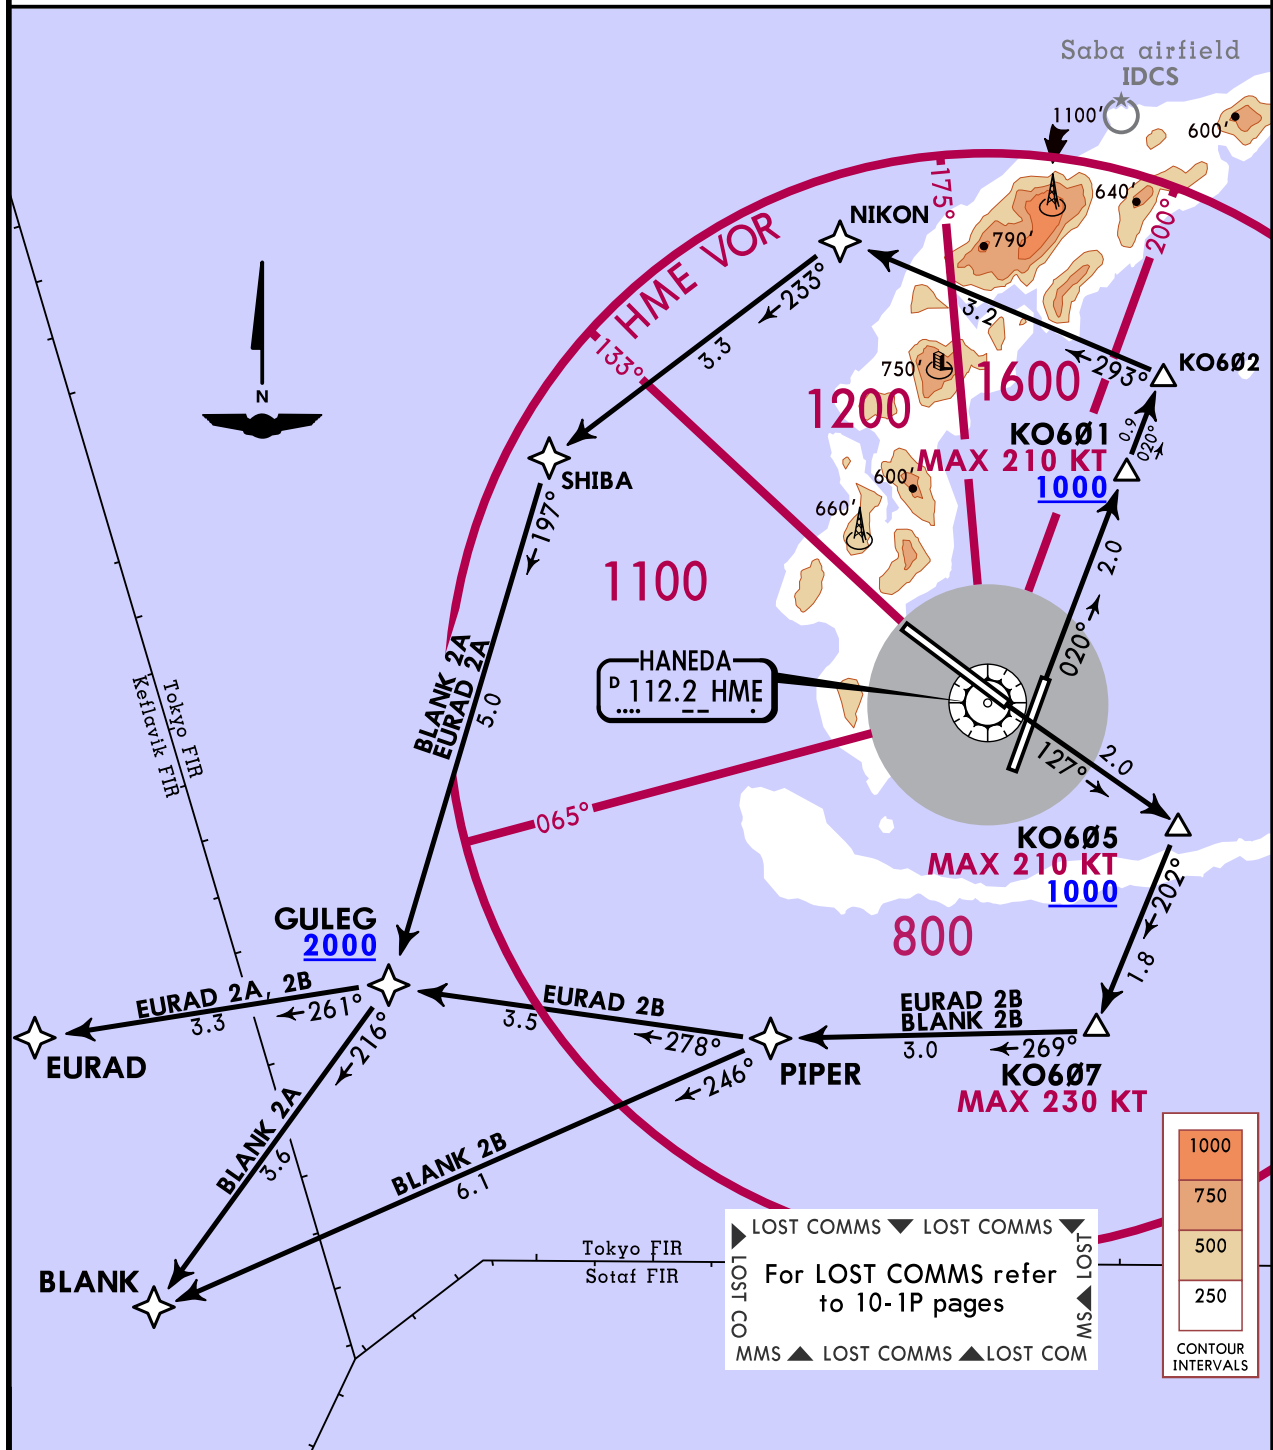 Saba airfield
IDCS
1100'
600'
640'
790'
175°
200°
NIKON
HME VOR
233°
3.3
133°
3.2
293°
KO6Ø2
750'
1200
1600
KO6Ø1
MAX 210 KT
1000
0.9
020°
N
SHIBA
197°
600'
660'
1100
2.0
020°
HANEDA
D 112.2 HME
BLANK 2A
EURAD 2A
5.0
Tokyo FIR
Keflavik FIR
127°
2.0
065°
KO6Ø5
MAX 210 KT
1000
202°
1.8
800
GULEG
2000
EURAD 2A, 2B
3.3
261°
EURAD
216°
EURAD 2B
3.5
278°
PIPER
246°
EURAD 2B
BLANK 2B
3.0
269°
KO6Ø7
MAX 230 KT
BLANK 2A
3.6
BLANK 2B
6.1
BLANK
Tokyo FIR
Sotaf FIR
LOST COMMS LOST COMMS
LOST
LOST CO
For LOST COMMS refer
to 10-1P pages
MS
MMS LOST COMMS LOST COM
1000
750
500
250
CONTOUR
INTERVALS